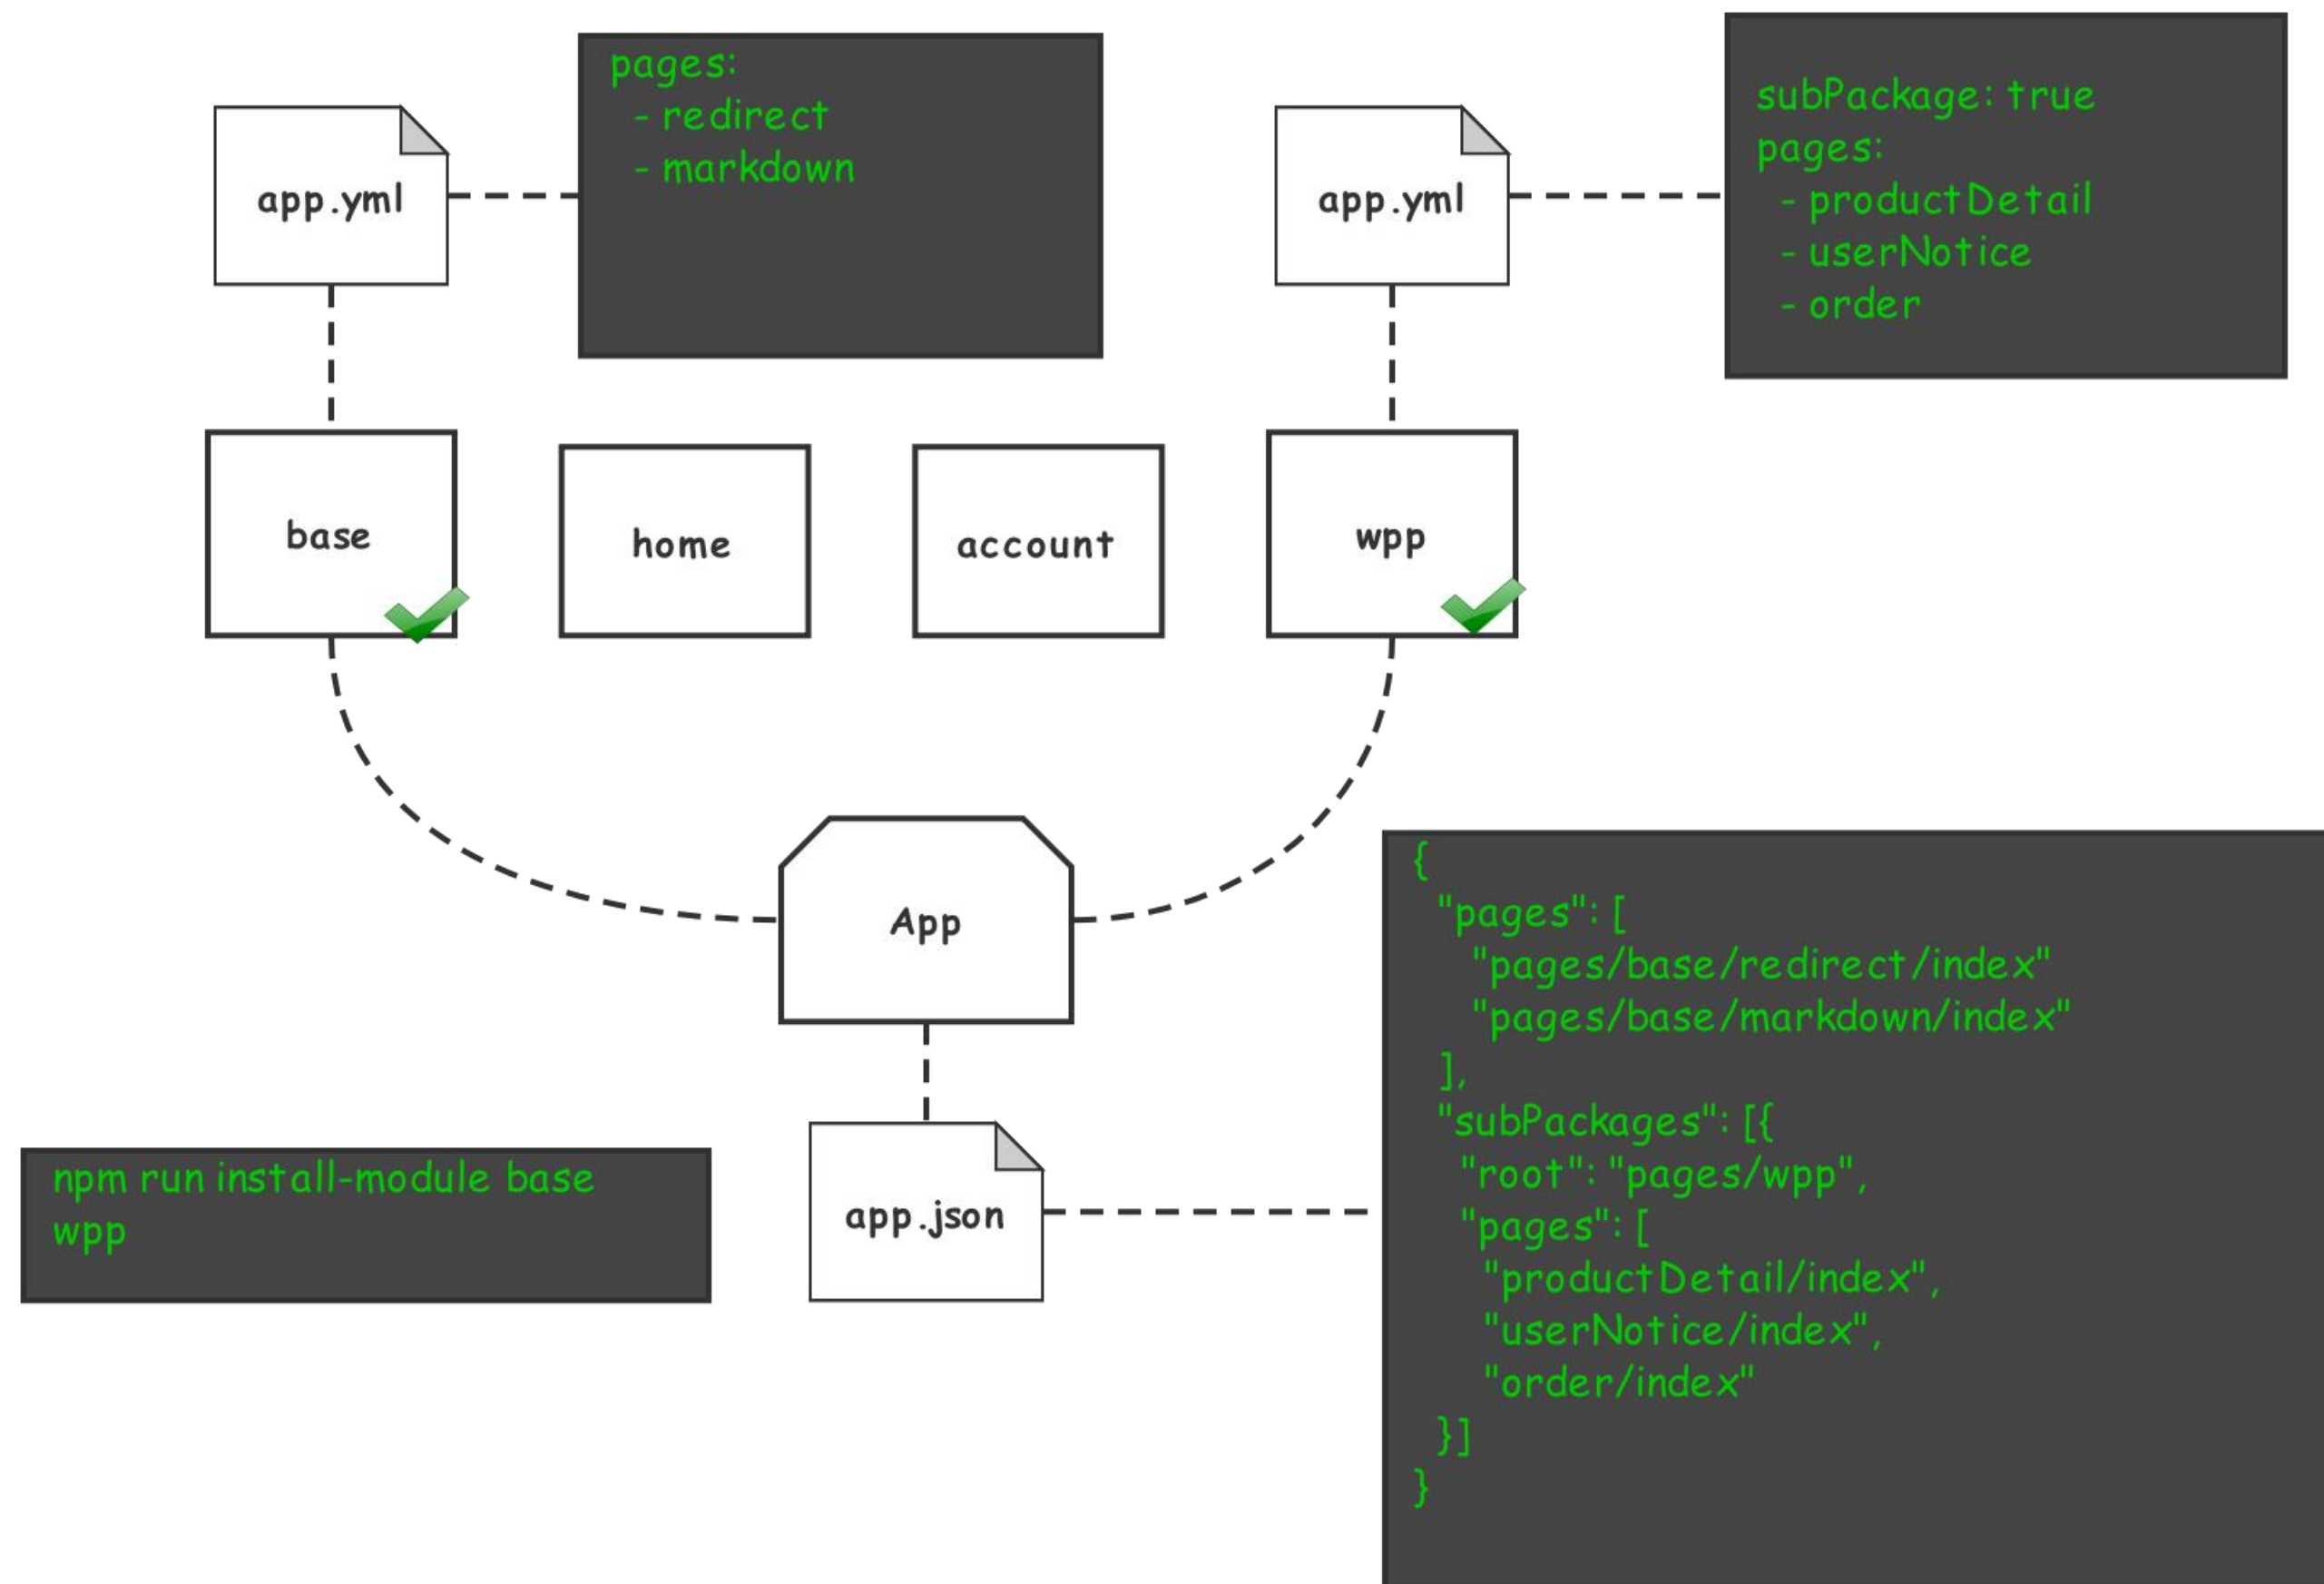 pages:
- redirect
- markdown
app.yml
subPackage: true
pages:
- productDetail
- userNotice
- order
app.yml
base
home
account
wpp
App
npm run install-module base
wpp
app.json
{
"pages": [
"pages/base/redirect/index"
"pages/base/markdown/index"
],
"subPackages": [{
"root": "pages/wpp",
"pages": [
"productDetail/index",
"userNotice/index",
"order/index"
}]
}